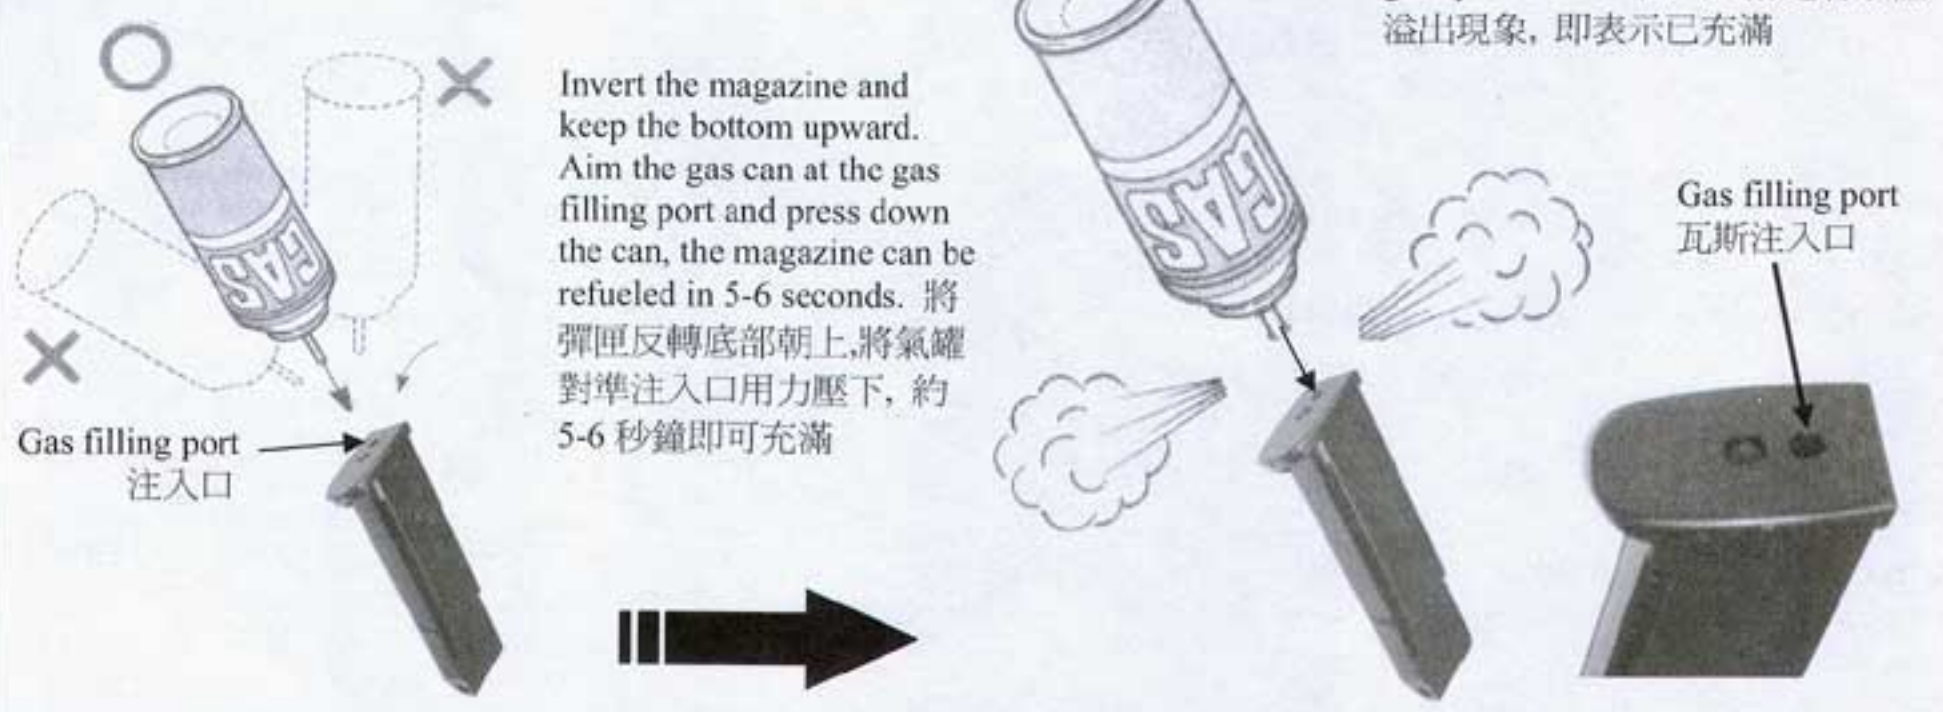 溢出現象, 即表示已充滿
Invert the magazine and
keep the bottom upward.
Aim the gas can at the gas
filling port and press down
the can, the magazine can be
refueled in 5-6 seconds. 將
彈匣反轉底部朝上,將氣罐
對準注入口用力壓下, 約
5-6 秒鐘即可充滿
GAS
Gas filling port
注入口
GAS
Gas filling port
瓦斯注入口